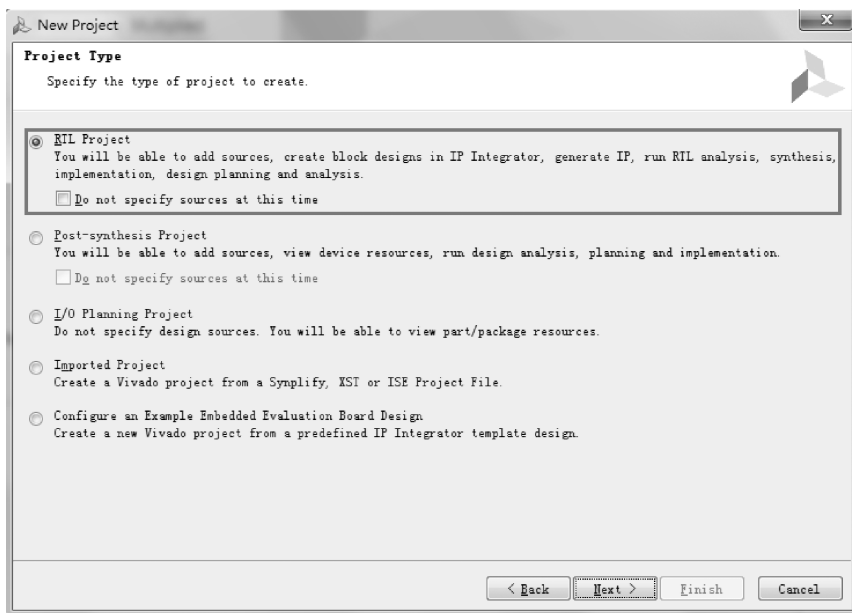 New Project
Project Type
Specify the type of project to create.
RTL Project
You will be able to add sources, create block designs in IP Integrator, generate IP, run RTL analysis, synthesis,
implementation, design planning and analysis.
Do not specify sources at this time
Post-synthesis Project
You will be able to add sources, view device resources, run design analysis, planning and implementation.
Do not specify sources at this time
I/O Planning Project
Do not specify design sources. You will be able to view part/package resources.
Imported Project
Create a Vivado project from a Synplify, XST or ISE Project File.
Configure an Example Embedded Evaluation Board Design
Create a new Vivado project from a predefined IP Integrator template design.
< Back Next > Finish Cancel